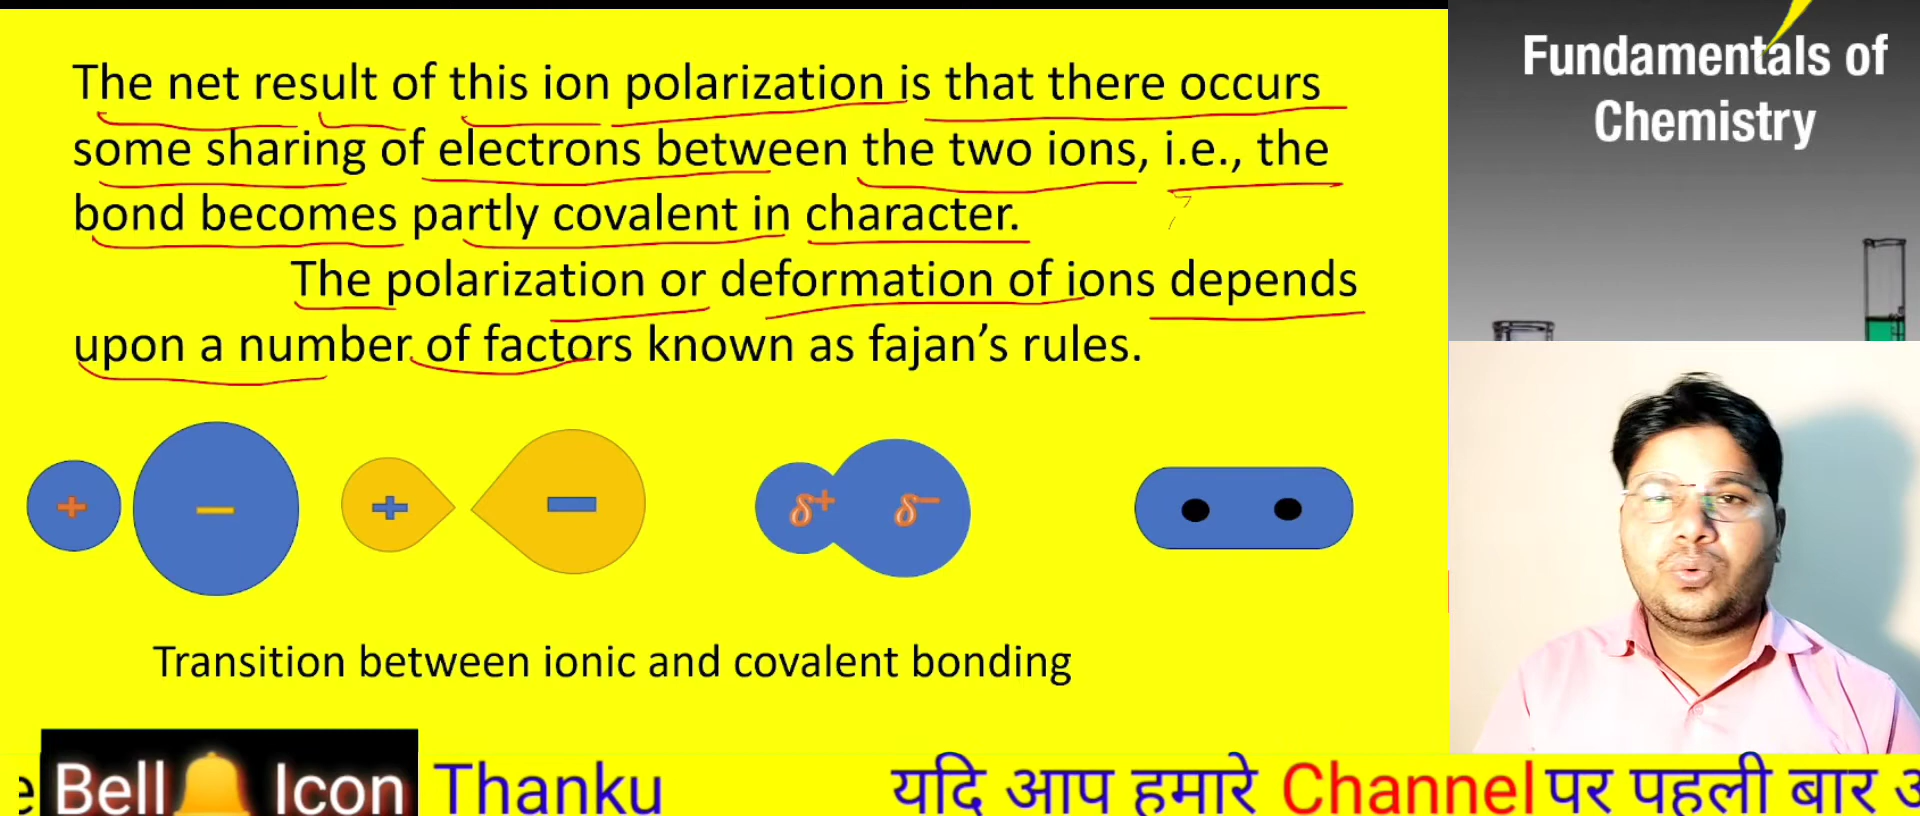 The net result of this ion polarization is that there occurs
some sharing of electrons between the two ions, i.e., the
bond becomes partly covalent in character.
The polarization or deformation of ions depends
upon a number of factors known as fajan's rules.
Fundamentals of
Chemistry
+
−
+
−
δ+
δ−
Transition between ionic and covalent bonding
e Bell Icon Thanku यदि आप हमारे Channel पर पहली बार